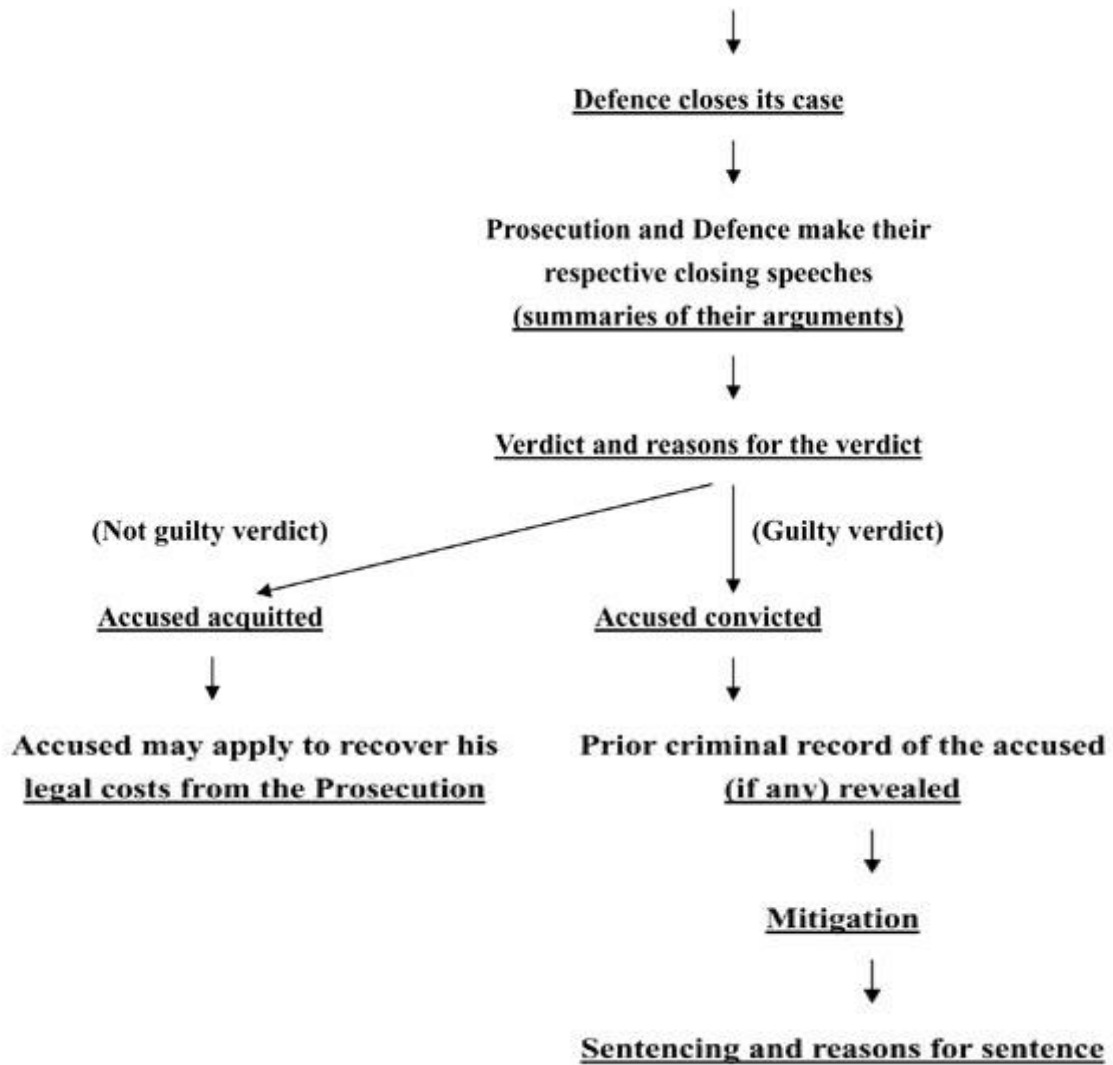 Defence closes its case
Prosecution and Defence make their
respective closing speeches
(summaries of their arguments)
Verdict and reasons for the verdict
(Not guilty verdict)
(Guilty verdict)
Accused acquitted
Accused convicted
Accused may apply to recover his
legal costs from the Prosecution
Prior criminal record of the accused
(if any) revealed
Mitigation
Sentencing and reasons for sentence